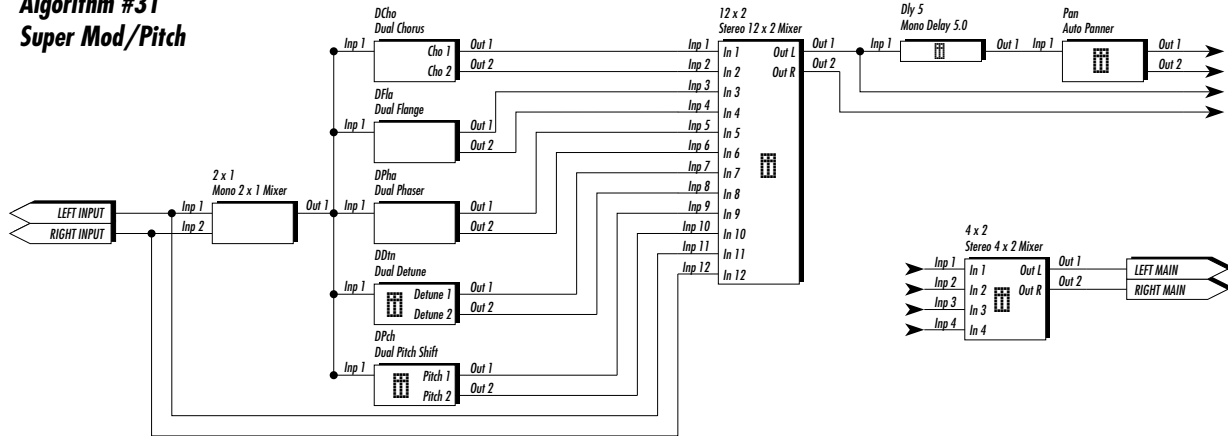 Algorithm #31
Super Mod/Pitch
DCho
Dual Chorus
Inp 1
Cho 1
Cho 2
Out 1
Out 2
DFla
Dual Flange
Inp 1
Out 1
Out 2
DPha
Dual Phaser
Inp 1
Out 1
Out 2
DDtn
Dual Detune
Inp 1
Detune 1
Detune 2
Out 1
Out 2
DPch
Dual Pitch Shift
Inp 1
Pitch 1
Pitch 2
Out 1
Out 2
LEFT INPUT
RIGHT INPUT
2 x 1
Mono 2 x 1 Mixer
Inp 1
Inp 2
Out 1
12 x 2
Stereo 12 x 2 Mixer
Inp 1
Inp 2
Inp 3
Inp 4
Inp 5
Inp 6
Inp 7
Inp 8
Inp 9
Inp 10
Inp 11
Inp 12
In 1
In 2
In 3
In 4
In 5
In 6
In 7
In 8
In 9
In 10
In 11
In 12
Out L
Out R
Out 1
Out 2
Dly 5
Mono Delay 5.0
Inp 1
Out 1
Pan
Auto Panner
Inp 1
Out 1
Out 2
4 x 2
Stereo 4 x 2 Mixer
Inp 1
Inp 2
Inp 3
Inp 4
In 1
In 2
In 3
In 4
Out L
Out R
Out 1
Out 2
LEFT MAIN
RIGHT MAIN